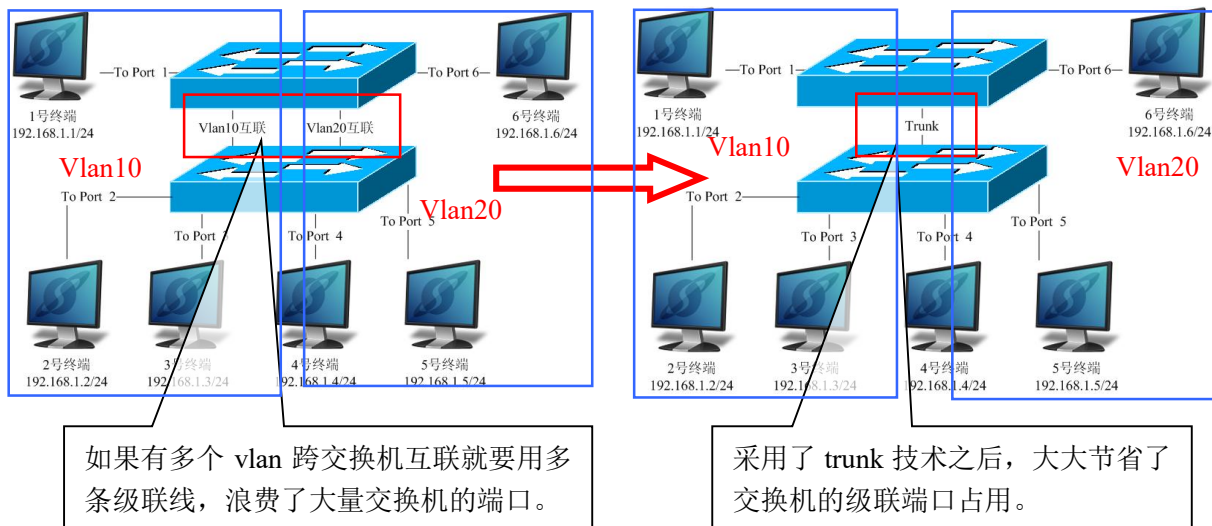 To Port 1
To Port 6
1号终端
192.168.1.1/24
6号终端
192.168.1.6/24
Vlan10互联
Vlan20互联
Vlan10
Vlan20
To Port 2
To Port 3
To Port 4
To Port 5
2号终端
192.168.1.2/24
3号终端
192.168.1.3/24
4号终端
192.168.1.4/24
5号终端
192.168.1.5/24
如果有多个 vlan 跨交换机互联就要用多
条级联线，浪费了大量交换机的端口。
To Port 1
To Port 6
1号终端
192.168.1.1/24
6号终端
192.168.1.6/24
Trunk
Vlan10
Vlan20
To Port 2
To Port 3
To Port 4
To Port 5
2号终端
192.168.1.2/24
3号终端
192.168.1.3/24
4号终端
192.168.1.4/24
5号终端
192.168.1.5/24
采用了 trunk 技术之后，大大节省了
交换机的级联端口占用。